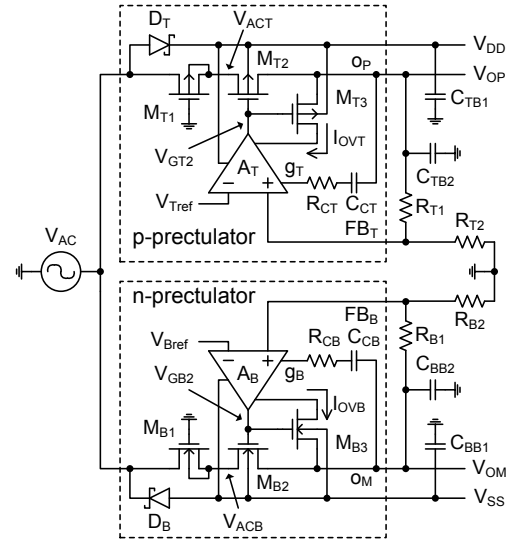 D_T
V_ACT
M_T2
o_P
V_DD
V_OP
M_T1
M_T3
C_TB1
V_GT2
I_OVT
A_T
g_T
C_TB2
V_Tref
− +
R_CT
C_CT
R_T1
R_T2
V_AC
p-prectulator
FB_T
n-prectulator
FB_B
R_B2
V_Bref
− +
R_CB
C_CB
R_B1
A_B
g_B
V_GB2
I_OVB
C_BB2
M_B1
M_B3
C_BB1
M_B2
o_M
V_OM
D_B
V_ACB
V_SS